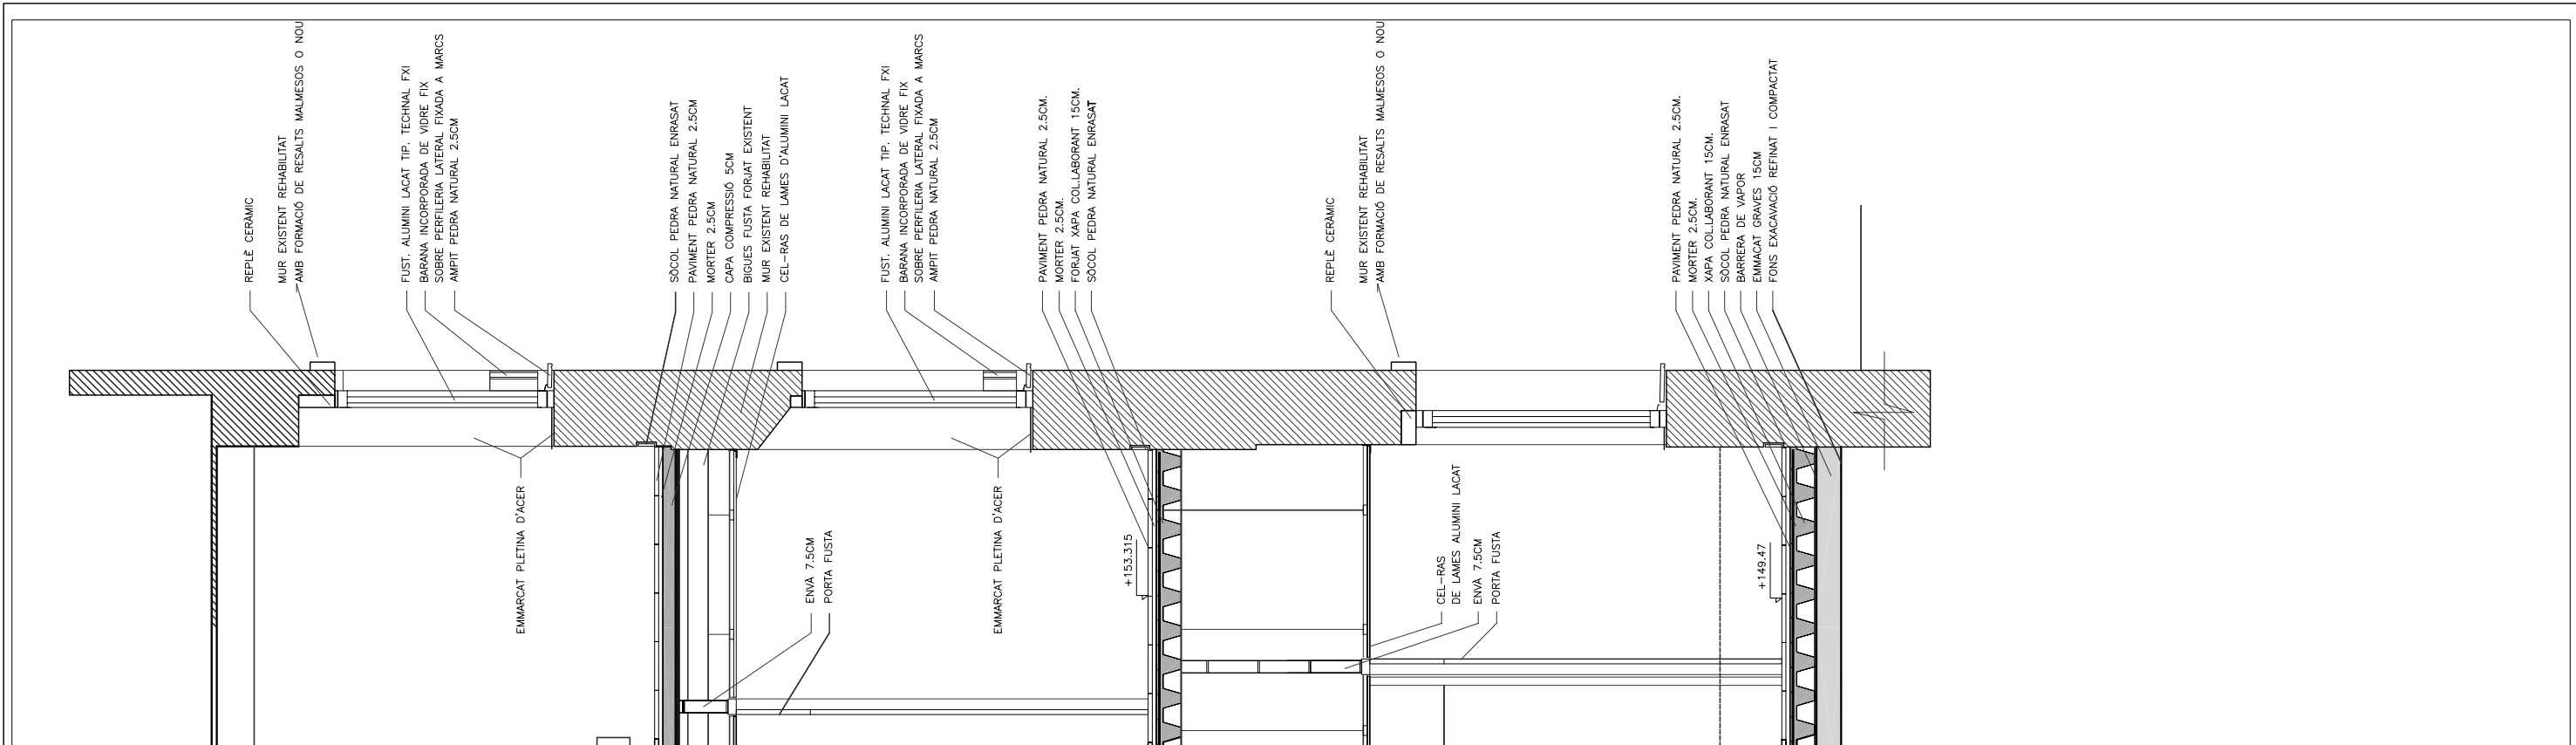 REPLÈ CERÀMIC
MUR EXISTENT REHABILITAT
AMB FORMACIÓ DE RESALTS MALMESOS O NOU
FUST. ALUMINI LACAT TIP. TECHNAL FXI
BARANA INCORPORADA DE VIDRE FIX
SOBRE PERFILERIA LATERAL FIXADA A MARCS
AMPIT PEDRA NATURAL 2.5CM
EMMARCAT PLETINA D'ACER
SÒCOL PEDRA NATURAL ENRASAT
PAVIMENT PEDRA NATURAL 2.5CM
MORTER 2.5CM
CAPA COMPRESSIÓ 5CM
BIGUES FUSTA FORJAT EXISTENT
MUR EXISTENT REHABILITAT
CEL-RAS DE LAMES D'ALUMINI LACAT
ENVÀ 7.5CM
PORTA FUSTA
FUST. ALUMINI LACAT TIP. TECHNAL FXI
BARANA INCORPORADA DE VIDRE FIX
SOBRE PERFILERIA LATERAL FIXADA A MARCS
AMPIT PEDRA NATURAL 2.5CM
EMMARCAT PLETINA D'ACER
PAVIMENT PEDRA NATURAL 2.5CM.
MORTER 2.5CM.
FORJAT XAPA COL.LABORANT 15CM.
SÒCOL PEDRA NATURAL ENRASAT
+153.315
REPLÈ CERÀMIC
MUR EXISTENT REHABILITAT
AMB FORMACIÓ DE RESALTS MALMESOS O NOU
CEL-RAS
DE LAMES ALUMINI LACAT
ENVÀ 7.5CM
PORTA FUSTA
PAVIMENT PEDRA NATURAL 2.5CM.
MORTER 2.5CM.
XAPA COL.LABORANT 15CM.
SÒCOL PEDRA NATURAL ENRASAT
BARRERA DE VAPOR
EMMACAT GRAVES 15CM
FONS EXACAVACIÓ REFINAT I COMPACTAT
+149.47